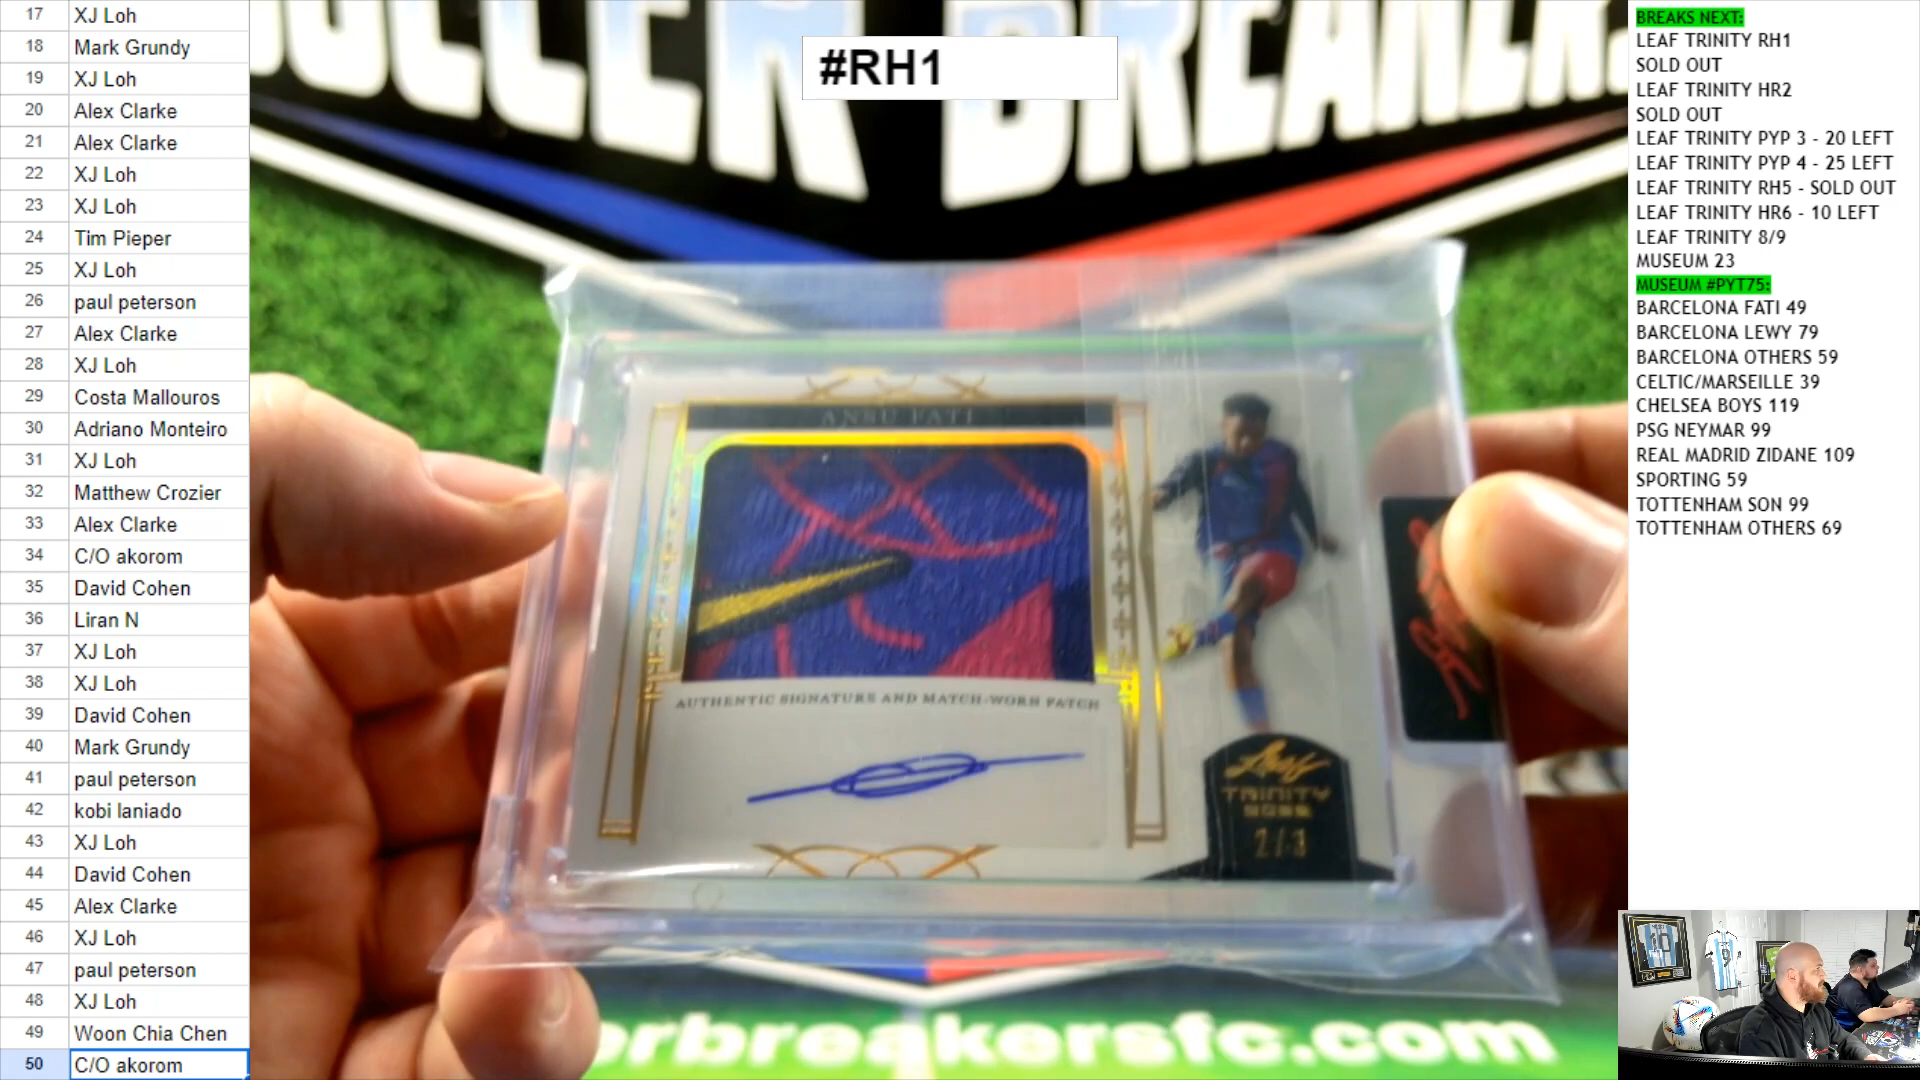 17 XJ Loh
18 Mark Grundy
19 XJ Loh
20 Alex Clarke
21 Alex Clarke
22 XJ Loh
23 XJ Loh
24 Tim Pieper
25 XJ Loh
26 paul peterson
27 Alex Clarke
28 XJ Loh
29 Costa Mallouros
30 Adriano Monteiro
31 XJ Loh
32 Matthew Crozier
33 Alex Clarke
34 C/O akorom
35 David Cohen
36 Liran N
37 XJ Loh
38 XJ Loh
39 David Cohen
40 Mark Grundy
41 paul peterson
42 kobi laniado
43 XJ Loh
44 David Cohen
45 Alex Clarke
46 XJ Loh
47 paul peterson
48 XJ Loh
49 Woon Chia Chen
50 C/O akorom
#RH1
ANSU FATI
AUTHENTIC SIGNATURE AND MATCH-WORN PATCH
Leaf
TRINITY
2/3
erbreakersfc.com
BREAKS NEXT:
LEAF TRINITY RH1
SOLD OUT
LEAF TRINITY HR2
SOLD OUT
LEAF TRINITY PYP 3 - 20 LEFT
LEAF TRINITY PYP 4 - 25 LEFT
LEAF TRINITY RH5 - SOLD OUT
LEAF TRINITY HR6 - 10 LEFT
LEAF TRINITY 8/9
MUSEUM 23
MUSEUM #PYT75:
BARCELONA FATI 49
BARCELONA LEWY 79
BARCELONA OTHERS 59
CELTIC/MARSEILLE 39
CHELSEA BOYS 119
PSG NEYMAR 99
REAL MADRID ZIDANE 109
SPORTING 59
TOTTENHAM SON 99
TOTTENHAM OTHERS 69